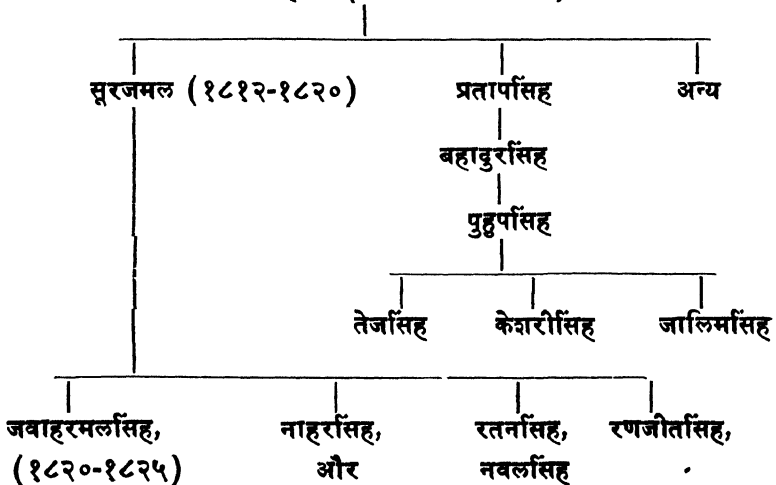 सूरजमल (१८१२-१८२०) प्रतापसिंह अन्य
बहादुरसिंह
पुहुपसिंह
तेजसिंह केशरीसिंह जालिमसिंह
जवाहरमलसिंह, नाहरसिंह, रतनसिंह, रणजीतसिंह,
(१८२०-१८२५) और नवलसिंह